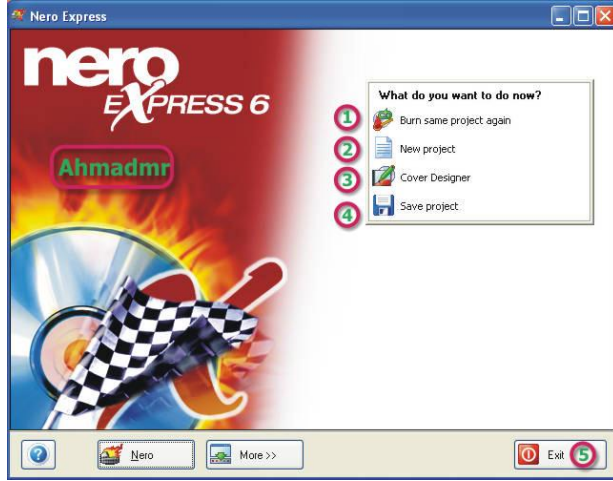 Nero Express
nero
EXPRESS 6
Ahmadmr
What do you want to do now?
1 Burn same project again
2 New project
3 Cover Designer
4 Save project
? Nero More >> Exit 5